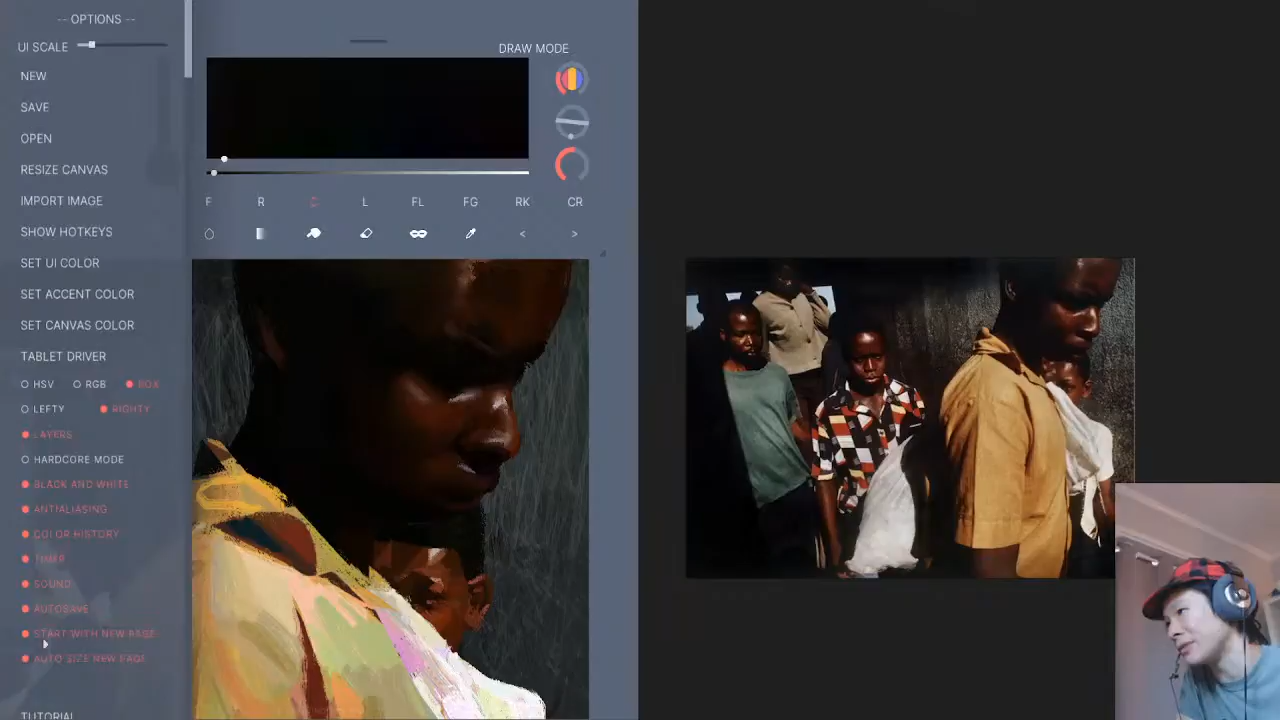 -- OPTIONS --
UI SCALE
NEW
SAVE
OPEN
RESIZE CANVAS
IMPORT IMAGE
SHOW HOTKEYS
SET UI COLOR
SET ACCENT COLOR
SET CANVAS COLOR
TABLET DRIVER
HSV RGB BOX
LEFTY RIGHTY
LAYERS
HARDCORE MODE
BLACK AND WHITE
ANTIALIASING
COLOR HISTORY
TIMER
SOUND
AUTOSAVE
START WITH NEW PAGE
AUTO SIZE NEW PAGE
TUTORIAL
DRAW MODE
F R S L FL FG RK CR
< >